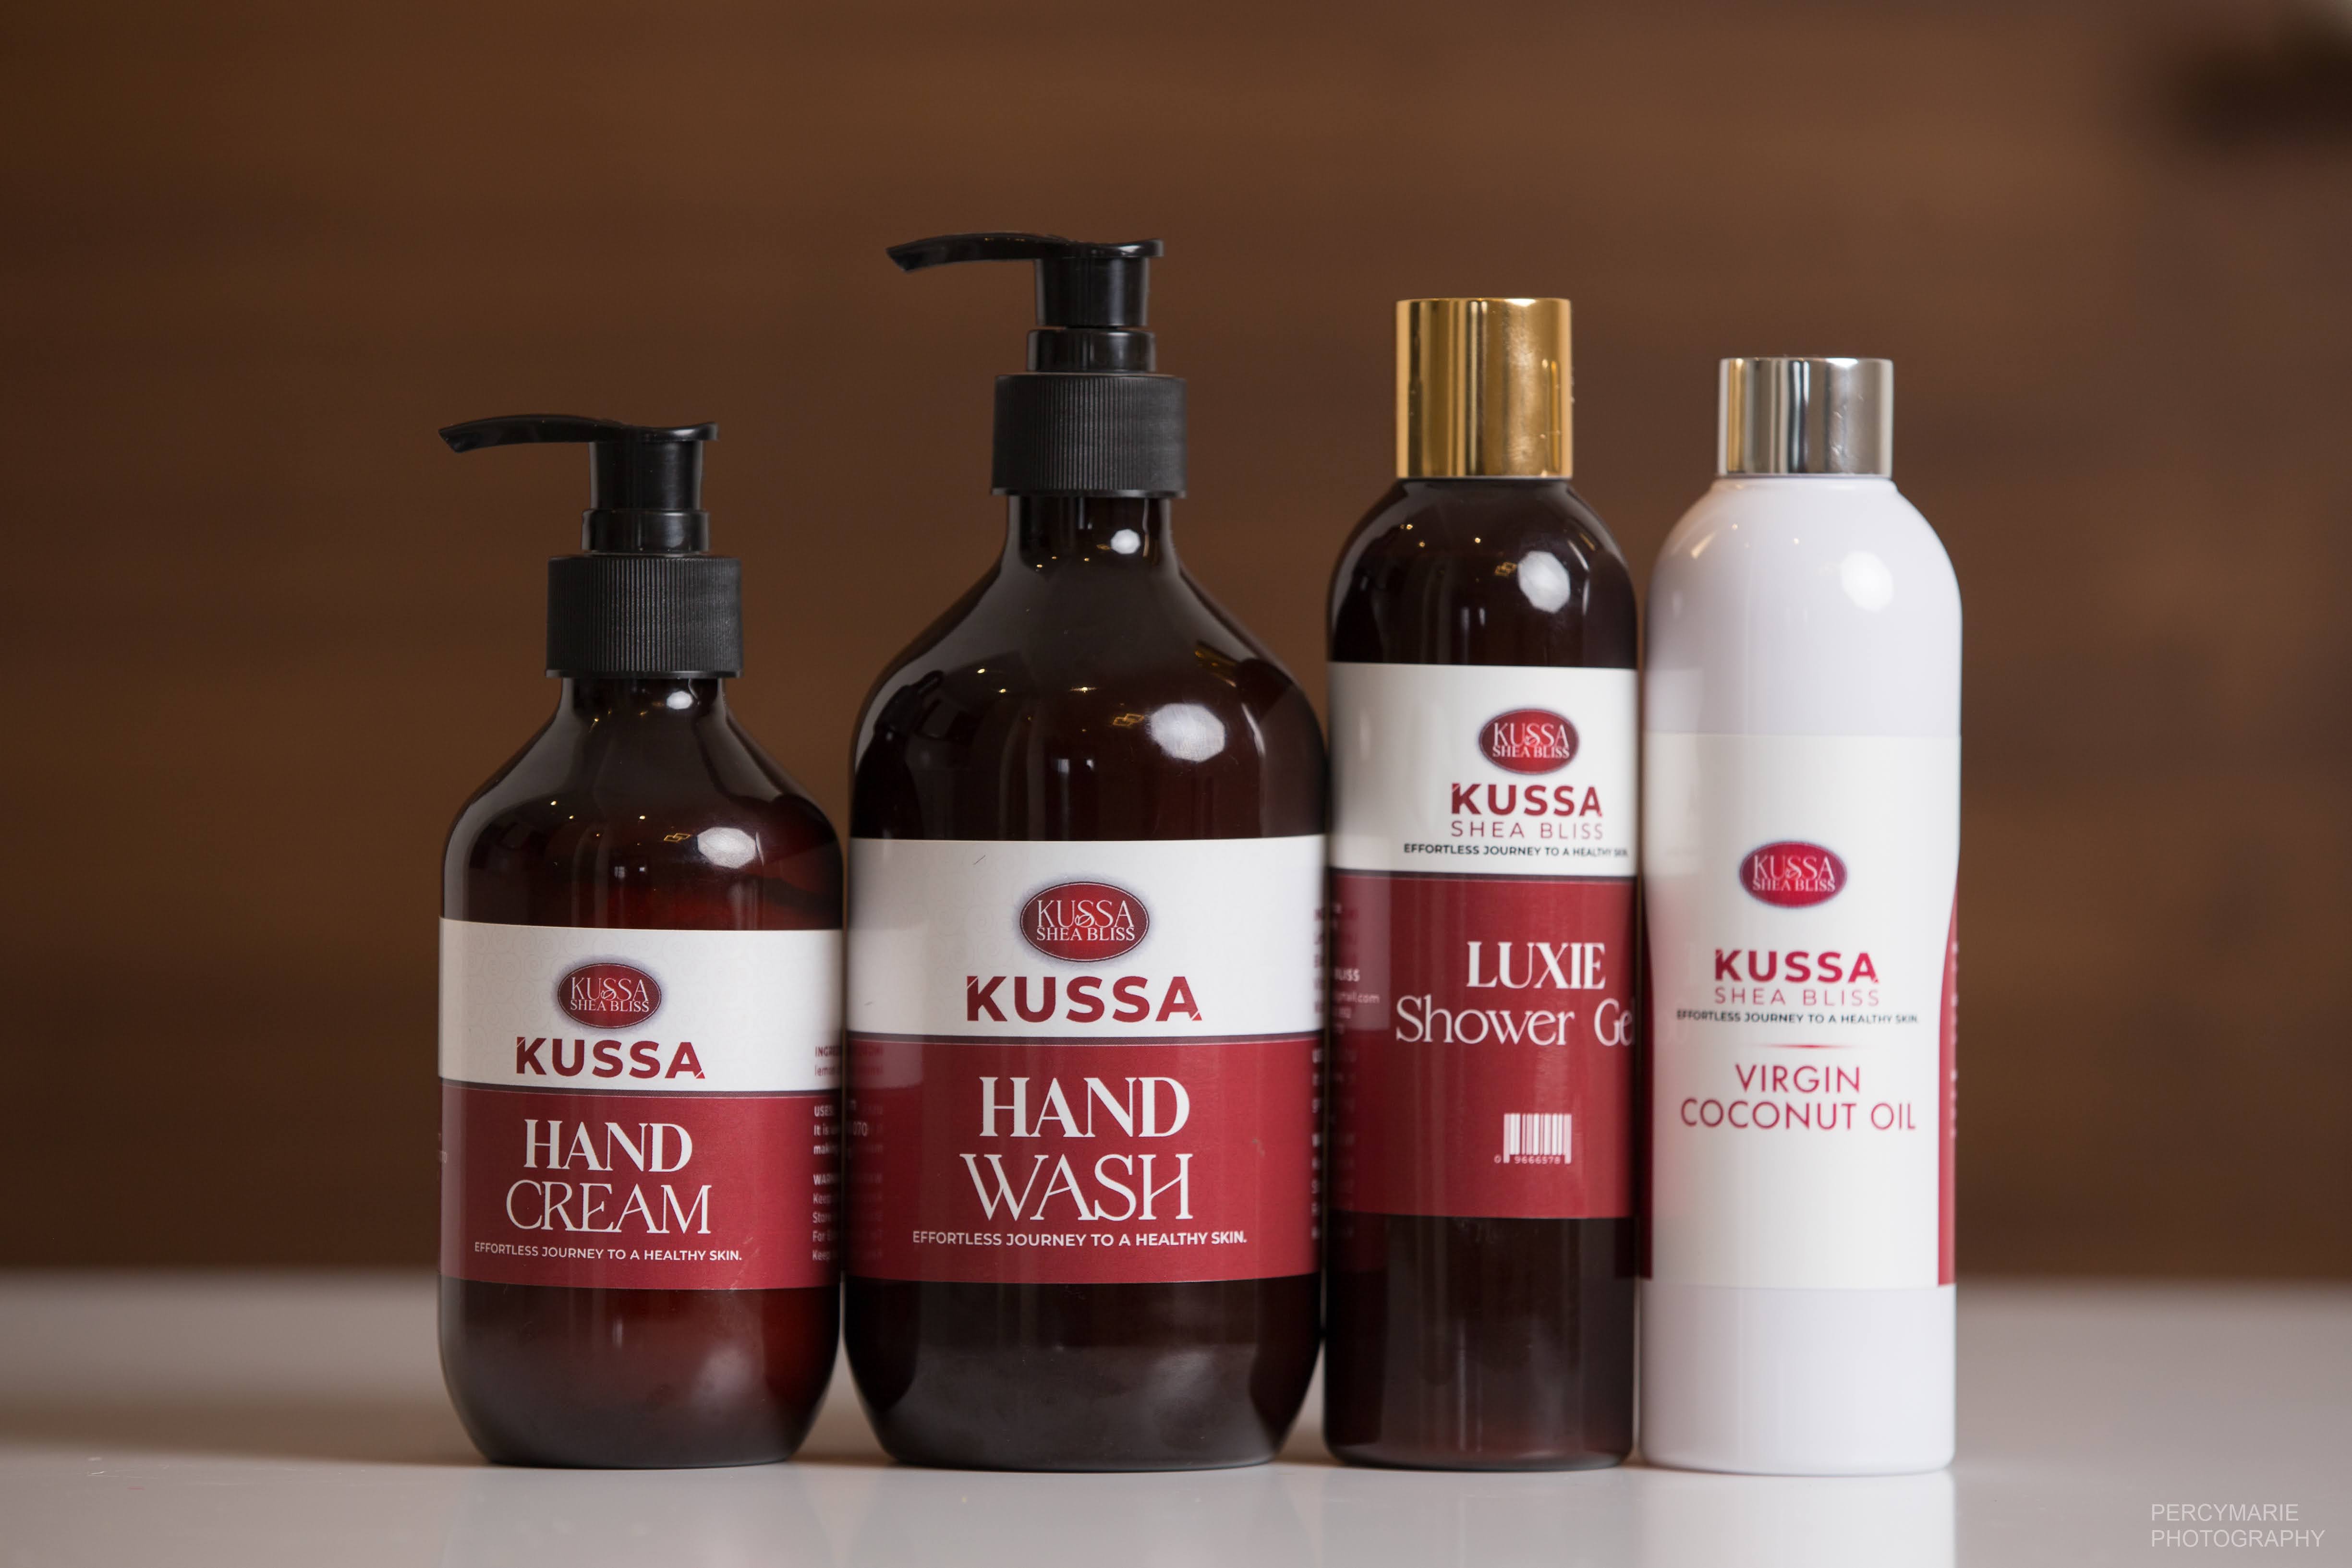 KUSSA
SHEA BLISS
KUSSA
HAND
CREAM
EFFORTLESS JOURNEY TO A HEALTHY SKIN.
KUSSA
SHEA BLISS
KUSSA
HAND
WASH
EFFORTLESS JOURNEY TO A HEALTHY SKIN.
KUSSA
SHEA BLISS
KUSSA
SHEA BLISS
EFFORTLESS JOURNEY TO A HEALTHY SKIN.
LUXIE
Shower Ge
0 9666578
KUSSA
SHEA BLISS
KUSSA
SHEA BLISS
EFFORTLESS JOURNEY TO A HEALTHY SKIN.
VIRGIN
COCONUT OIL
PERCYMARIE
PHOTOGRAPHY